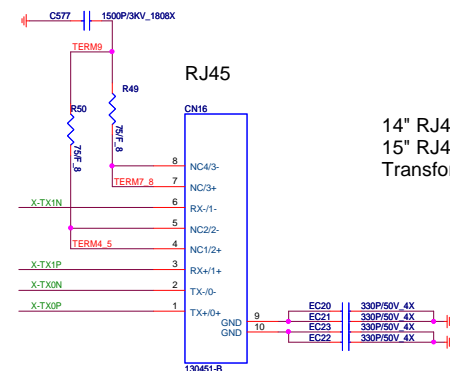 C577 1500P/3KV_1808X
TERM9
RJ45
R49
R50
CN16
75/F_8
75/F_8
14" RJ4
15" RJ4
Transfor
8 NC4/3-
TERM7_8 7 NC/3+
X-TX1N 6 RX-/1-
5 NC2/2-
TERM4_5 4 NC1/2+
X-TX1P 3 RX+/1+
X-TX0N 2 TX-/0-
X-TX0P 1 TX+/0+
GND 9
GND 10
EC20 330P/50V_4X
EC21 330P/50V_4X
EC23 330P/50V_4X
EC22 330P/50V_4X
130451-B